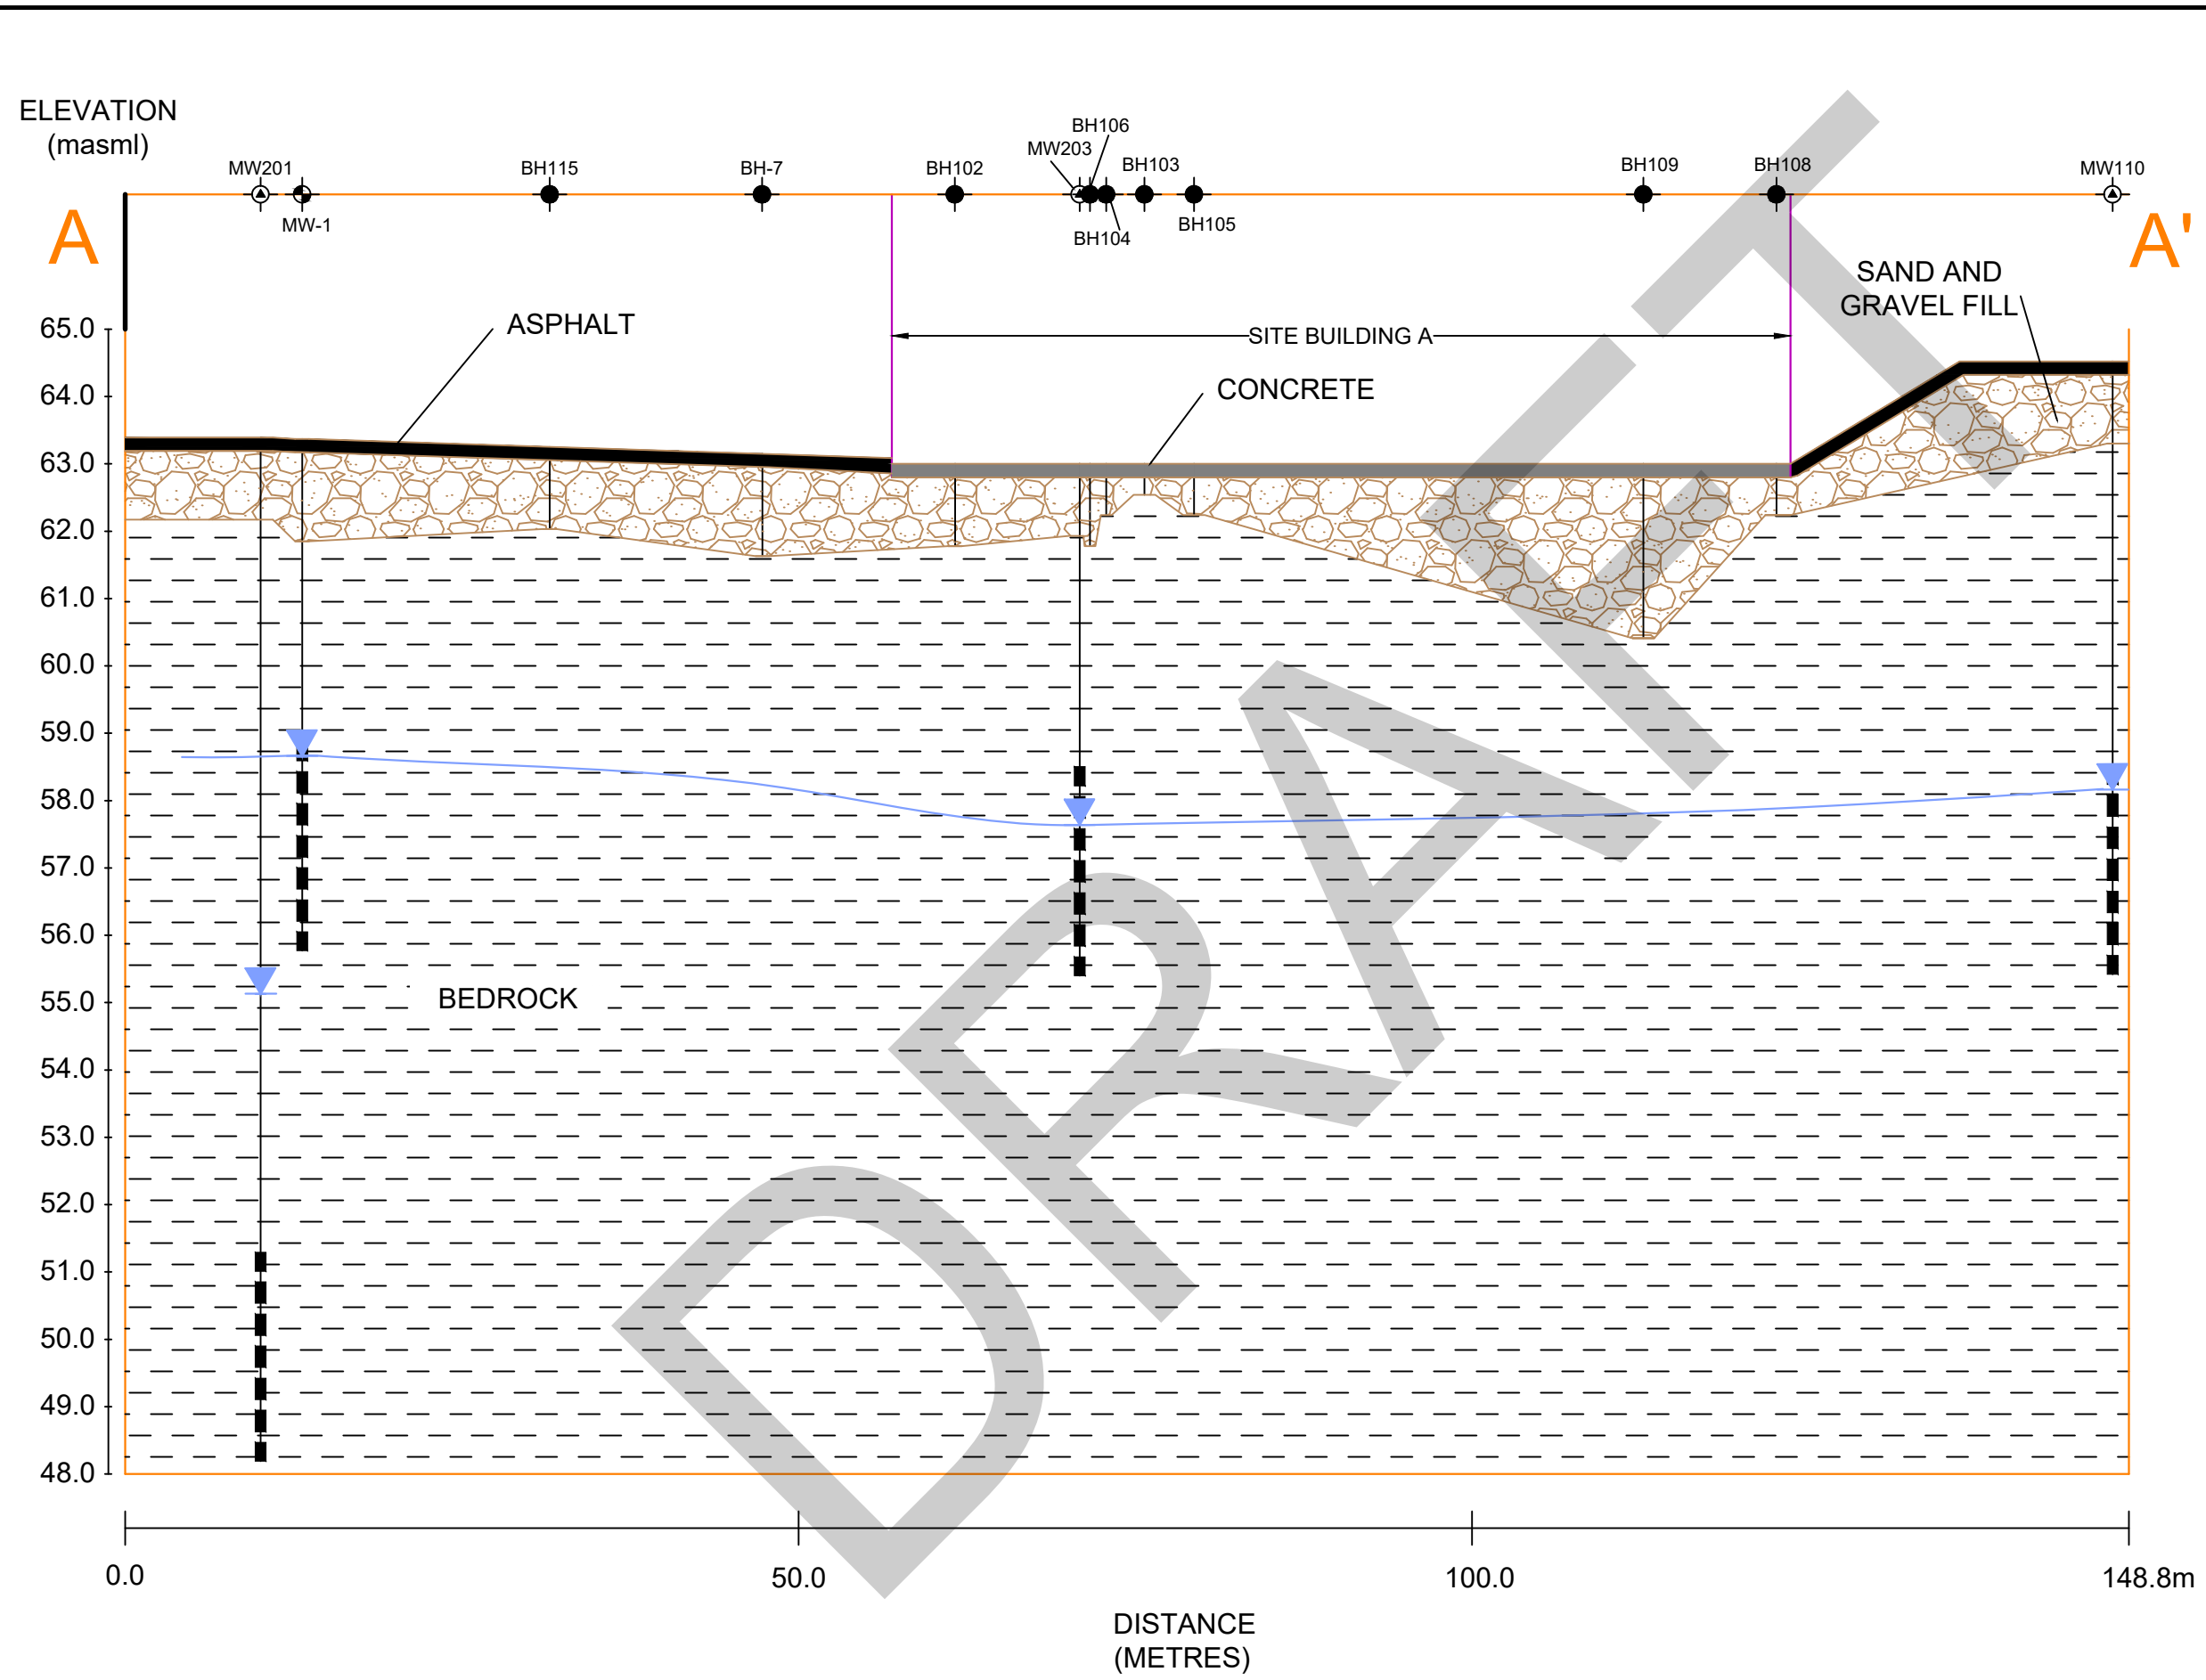 ELEVATION
(masml)
MW201
MW-1
BH115
BH-7
BH102
MW203
BH106
BH104
BH103
BH105
BH109
BH108
MW110
A
A'
SAND AND
GRAVEL FILL
ASPHALT
SITE BUILDING A
CONCRETE
65.0
64.0
63.0
62.0
61.0
60.0
59.0
58.0
57.0
56.0
55.0
54.0
53.0
52.0
51.0
50.0
49.0
48.0
BEDROCK
DRAFT
0.0
50.0
100.0
148.8m
DISTANCE
(METRES)